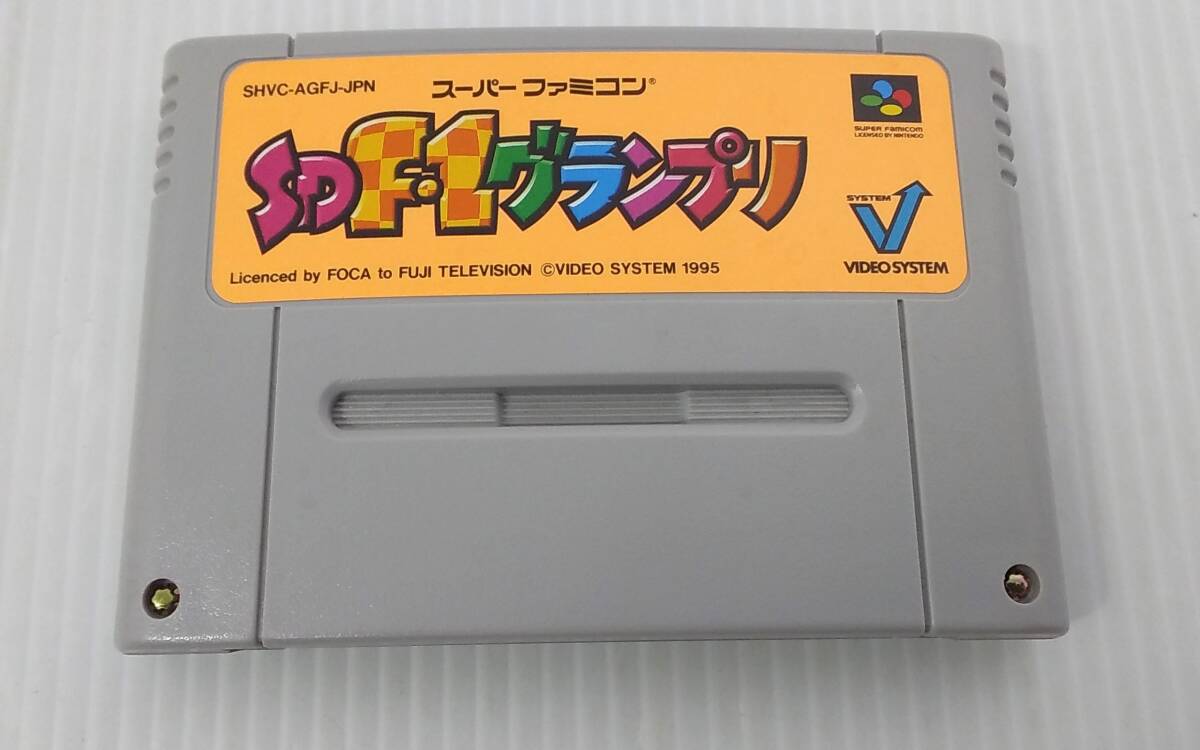 SHVC-AGFJ-JPN
スーパーファミコン®
SUPER FAMICOM
LICENSED BY NINTENDO
SD F・1グランプリ
SYSTEM
V
VIDEO SYSTEM
Licenced by FOCA to FUJI TELEVISION ©VIDEO SYSTEM 1995